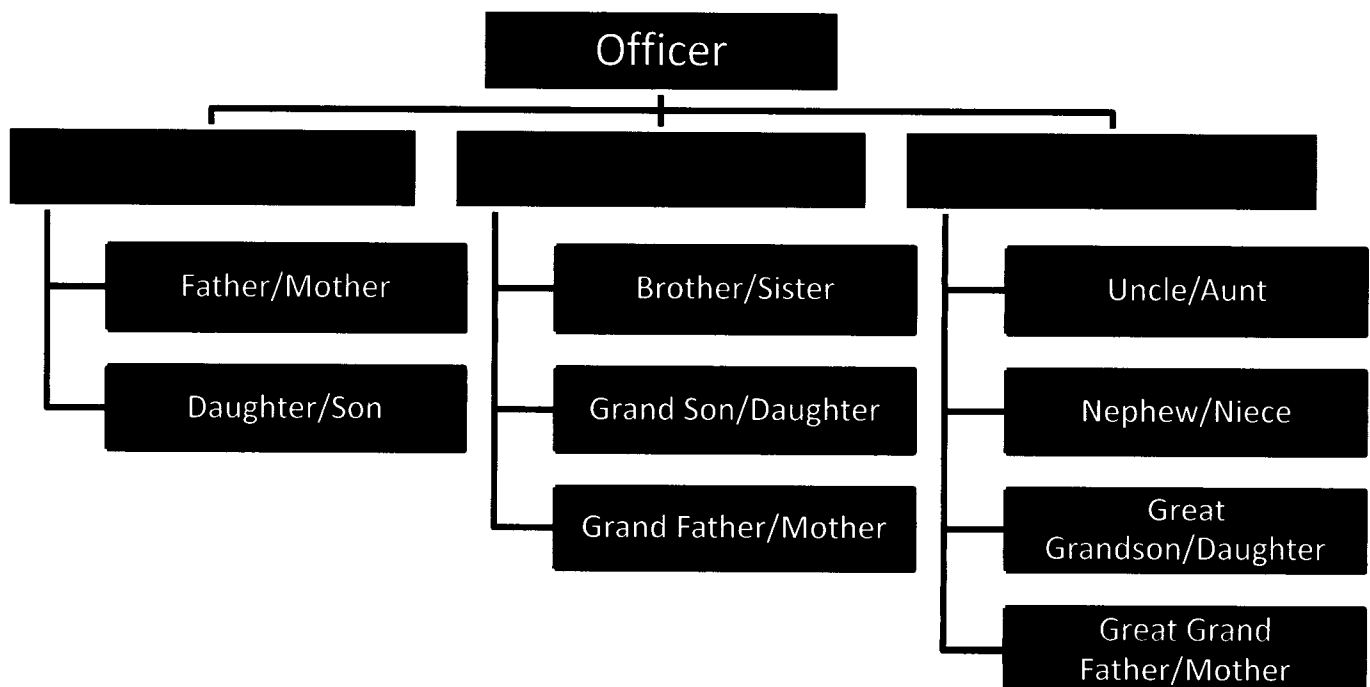 Officer
Father/Mother
Daughter/Son
Brother/Sister
Grand Son/Daughter
Grand Father/Mother
Uncle/Aunt
Nephew/Niece
Great
Grandson/Daughter
Great Grand
Father/Mother